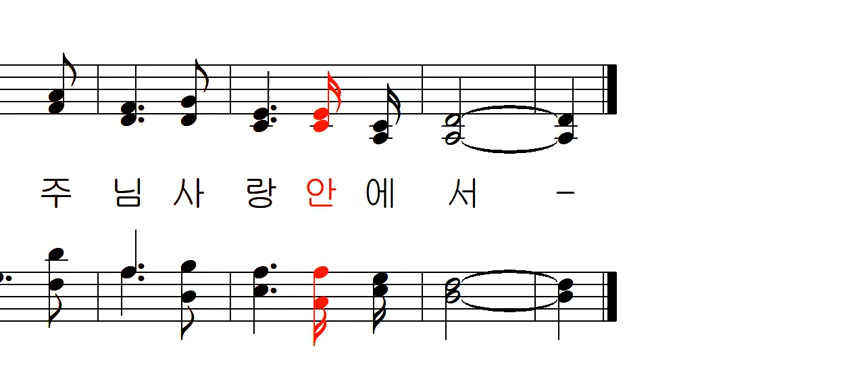 주 님 사 랑 안 에 서 –